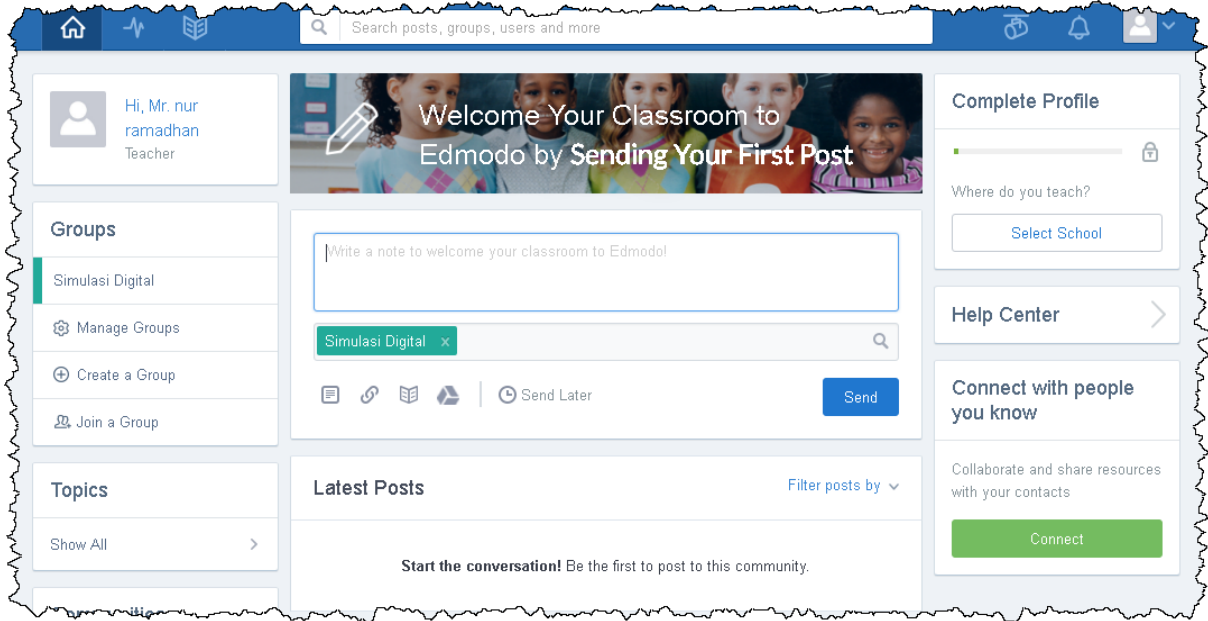 Search posts, groups, users and more
Hi, Mr. nur
ramadhan
Teacher
Groups
Simulasi Digital
Manage Groups
Create a Group
Join a Group
Topics
Show All
Welcome Your Classroom to
Edmodo by Sending Your First Post
Write a note to welcome your classroom to Edmodo!
Simulasi Digital x
Send Later
Send
Latest Posts
Filter posts by
Start the conversation! Be the first to post to this community.
Complete Profile
Where do you teach?
Select School
Help Center
Connect with people
you know
Collaborate and share resources
with your contacts
Connect